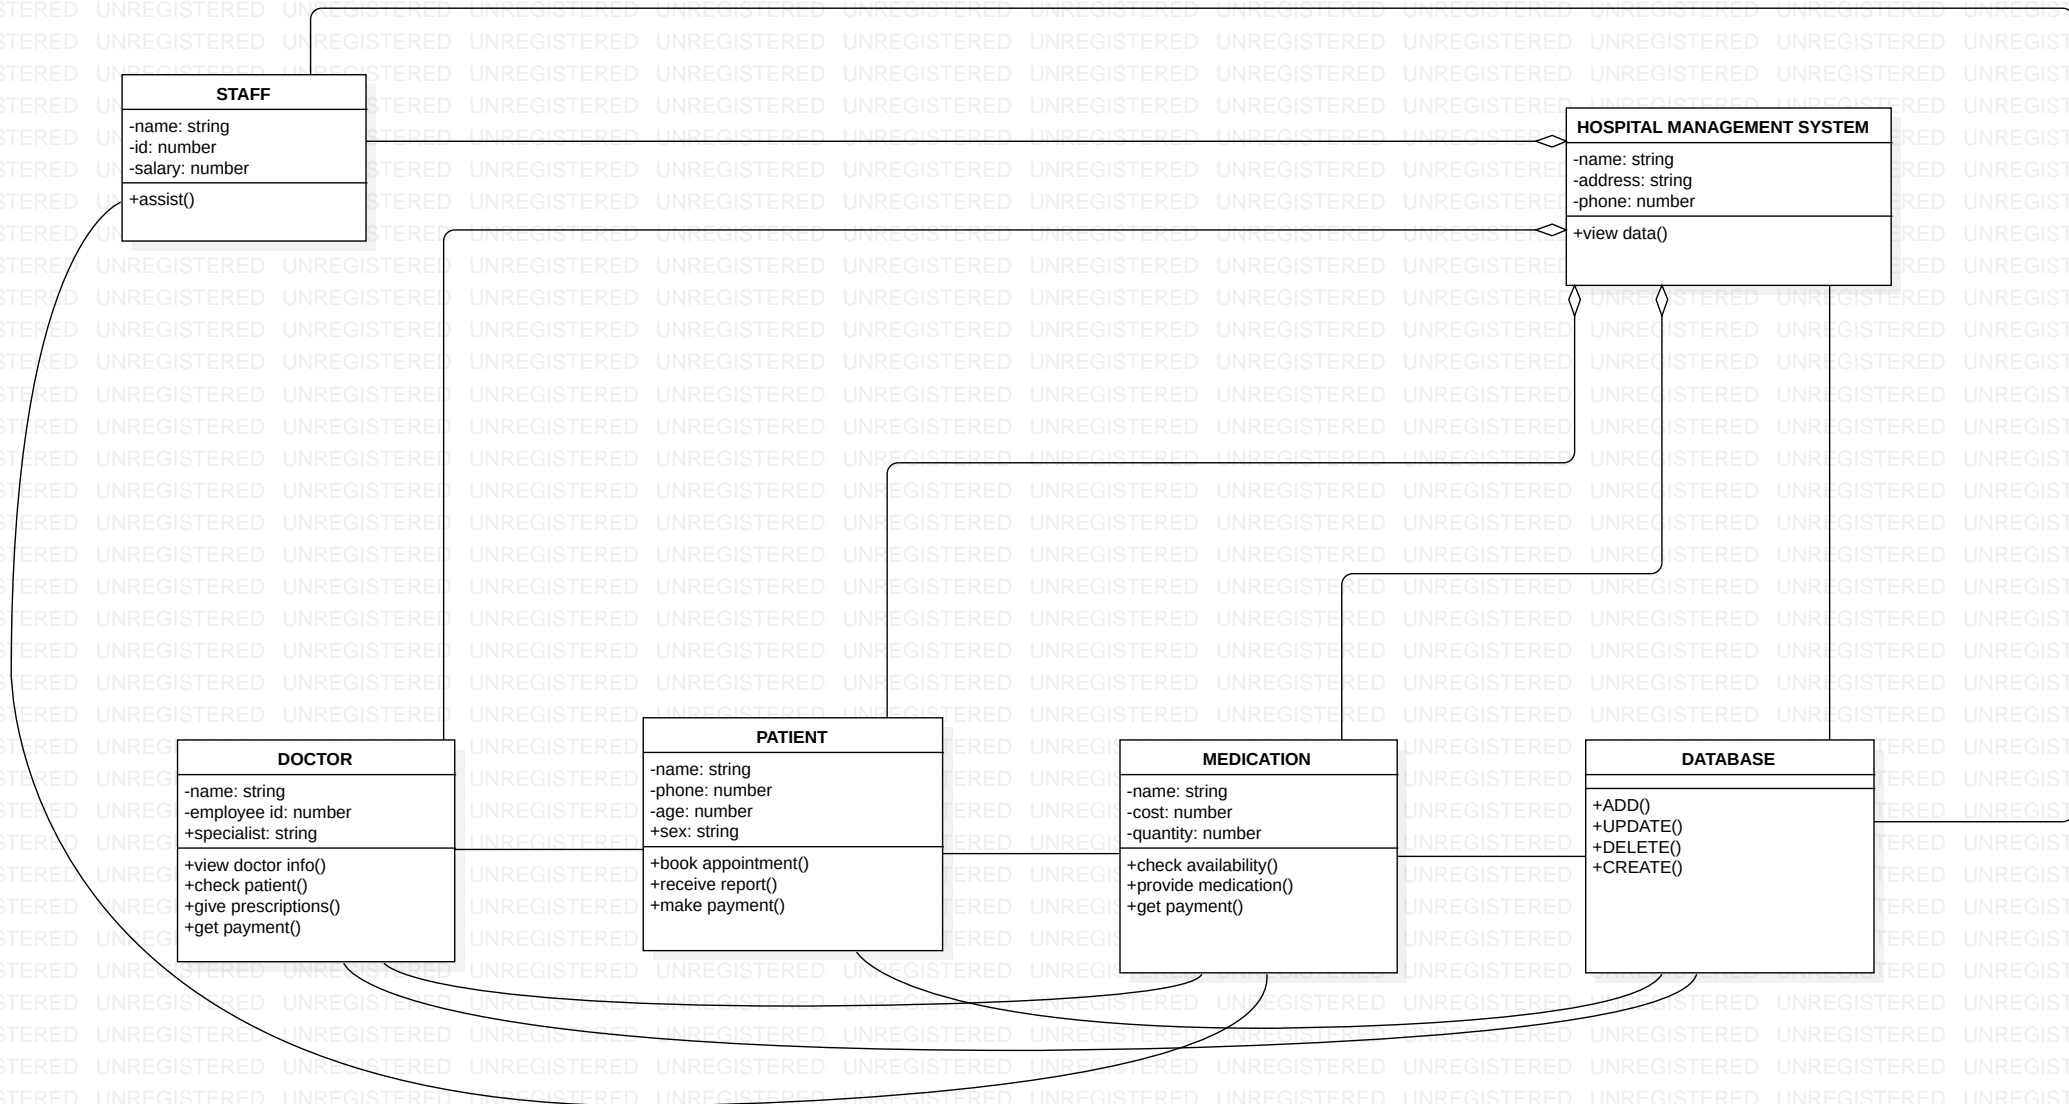 STAFF
-name: string
-id: number
-salary: number
+assist()
HOSPITAL MANAGEMENT SYSTEM
-name: string
-address: string
-phone: number
+view data()
DOCTOR
-name: string
-employee id: number
+specialist: string
+view doctor info()
+check patient()
+give prescriptions()
+get payment()
PATIENT
-name: string
-phone: number
-age: number
+sex: string
+book appointment()
+receive report()
+make payment()
MEDICATION
-name: string
-cost: number
-quantity: number
+check availability()
+provide medication()
+get payment()
DATABASE
+ADD()
+UPDATE()
+DELETE()
+CREATE()
UNREGISTERED